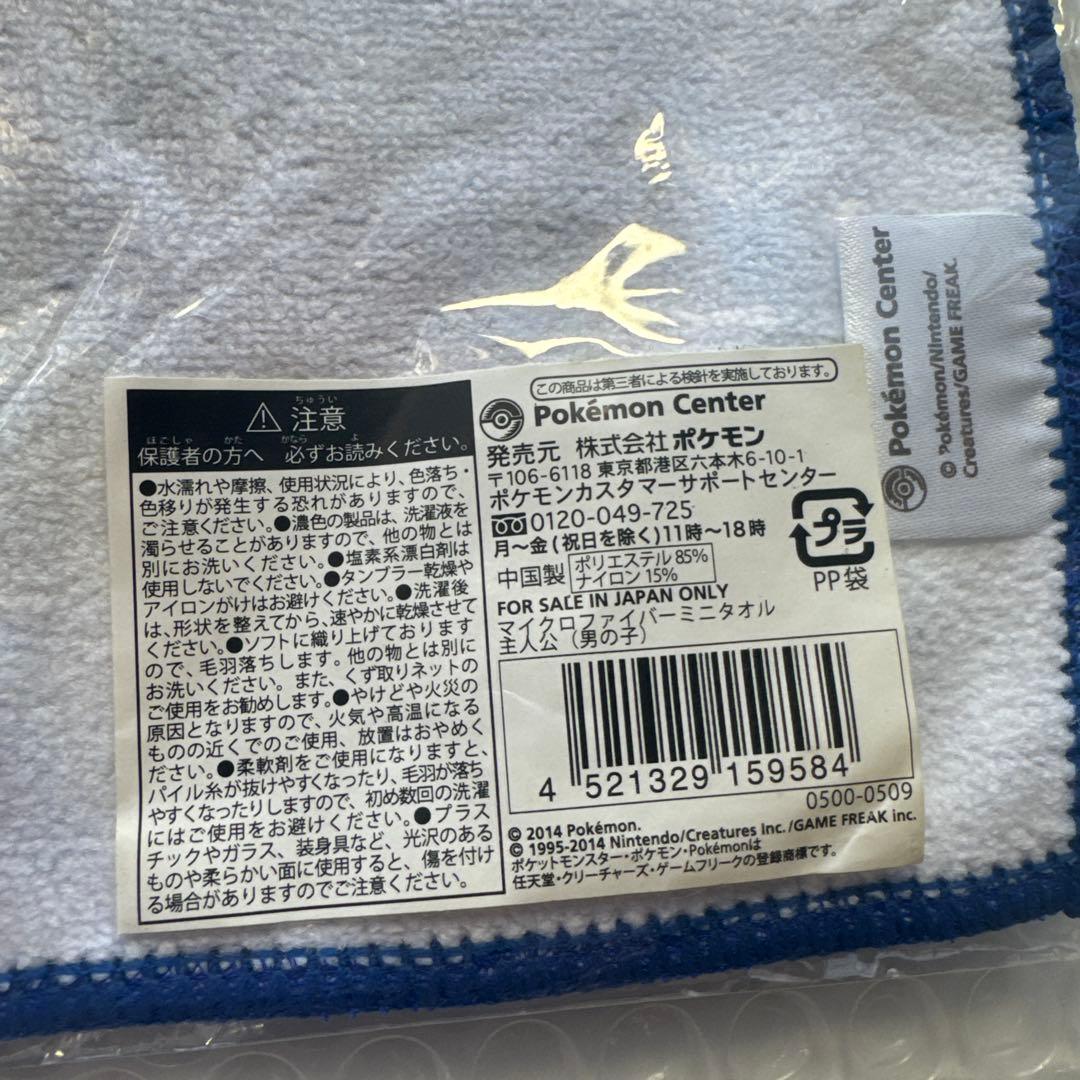 ちゅうい
⚠ 注意
ほごしゃ かた かなら よ
保護者の方へ 必ずお読みください。
●水濡れや摩擦、使用状況により、色落ち・
色移りが発生する恐れがありますので、
ご注意ください。●濃色の製品は、洗濯液を
濁らせることがありますので、他の物とは
別にお洗いください。●塩素系漂白剤は
使用しないでください。●タンブラー乾燥や
アイロンがけはお避けください。●洗濯後
は、形状を整えてから、速やかに乾燥させて
ください。●ソフトに織り上げております
ので、毛羽落ちします。他の物とは別に
お洗いください。また、くず取りネットの
ご使用をお勧めします。●やけどや火災の
原因となりますので、火気や高温になる
ものの近くでのご使用、放置はおやめく
ださい。●柔軟剤をご使用になりますと、
パイル糸が抜けやすくなったり、毛羽が落ち
やすくなったりしますので、初め数回の洗濯
にはご使用をお避けください。●プラス
チックやガラス、装身具など、光沢のある
ものや柔らかい面に使用すると、傷を付け
る場合がありますのでご注意ください。
この商品は第三者による検針を実施しております。
Pokémon Center
発売元 株式会社ポケモン
〒106-6118 東京都港区六本木6-10-1
ポケモンカスタマーサポートセンター
0120-049-725
月〜金(祝日を除く)11時〜18時
中国製 ポリエステル85%
ナイロン15%
プラ
PP袋
FOR SALE IN JAPAN ONLY
マイクロファイバーミニタオル
主人公(男の子)
4 521329 159584
0500-0509
© 2014 Pokémon.
© 1995-2014 Nintendo/Creatures Inc./GAME FREAK inc.
ポケットモンスター・ポケモン・Pokémonは
任天堂・クリーチャーズ・ゲームフリークの登録商標です。
Pokémon Center
© Pokémon/Nintendo/
Creatures/GAME FREAK.